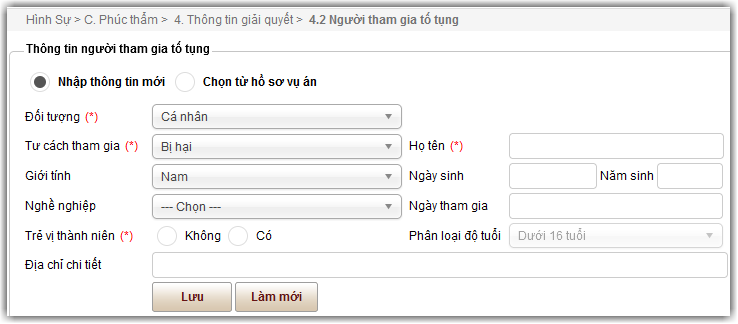 Hình Sự > C. Phúc thẩm > 4. Thông tin giải quyết > 4.2 Người tham gia tố tụng
Thông tin người tham gia tố tụng
Nhập thông tin mới Chọn từ hồ sơ vụ án
Đối tượng (*) Cá nhân
Tư cách tham gia (*) Bị hại Họ tên (*)
Giới tính Nam Ngày sinh Năm sinh
Nghề nghiệp --- Chọn --- Ngày tham gia
Trẻ vị thành niên (*) Không Có Phân loại độ tuổi Dưới 16 tuổi
Địa chỉ chi tiết
Lưu Làm mới